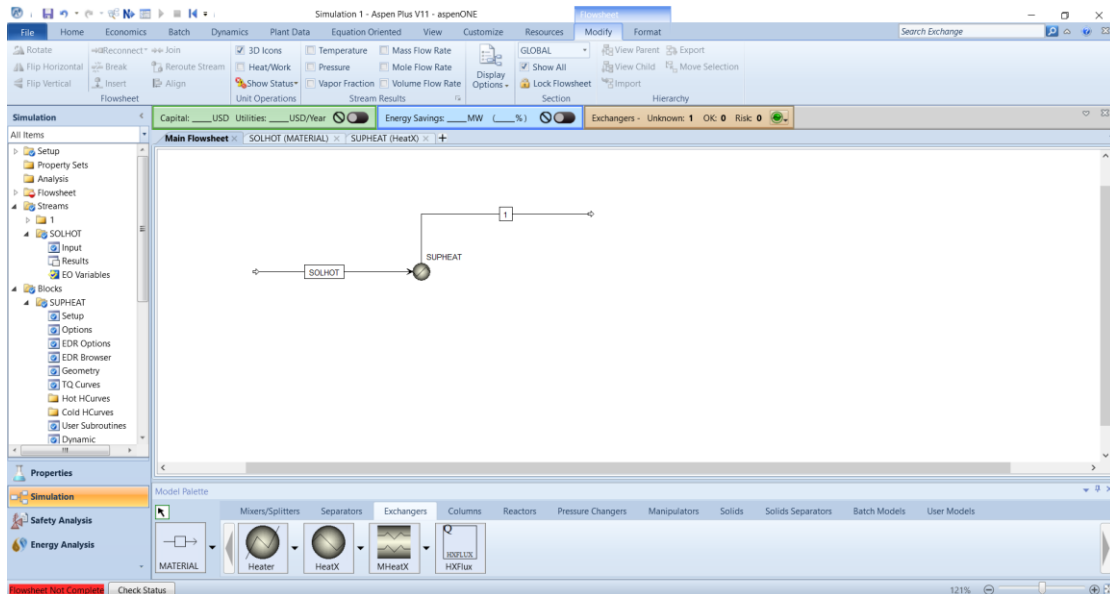 Simulation 1 - Aspen Plus V11 - aspenONE
Flowsheet
File Home Economics Batch Dynamics Plant Data Equation Oriented View Customize Resources Modify Format Search Exchange
Rotate Reconnect Join 3D Icons Temperature Mass Flow Rate GLOBAL View Parent Export
Flip Horizontal Break Reroute Stream Heat/Work Pressure Mole Flow Rate Display Show All View Child Move Selection
Flip Vertical Insert Align Show Status Vapor Fraction Volume Flow Rate Options Lock Flowsheet Import
Flowsheet Unit Operations Stream Results Section Hierarchy
Simulation
Capital: ____USD Utilities: ____USD/Year Energy Savings: ____MW (____%) Exchangers - Unknown: 1 OK: 0 Risk: 0
All Items
Main Flowsheet SOLHOT (MATERIAL) SUPHEAT (HeatX) +
Setup
Property Sets
Analysis
Flowsheet
Streams
1
SOLHOT
Input
Results
EO Variables
Blocks
SUPHEAT
Setup
Options
EDR Options
EDR Browser
Geometry
TQ Curves
Hot HCurves
Cold HCurves
User Subroutines
Dynamic
1
SUPHEAT
SOLHOT
Properties
Simulation
Safety Analysis
Energy Analysis
Model Palette
Mixers/Splitters Separators Exchangers Columns Reactors Pressure Changers Manipulators Solids Solids Separators Batch Models User Models
Q
HXFLUX
MATERIAL Heater HeatX MHeatX HXFlux
Flowsheet Not Complete Check Status 121%